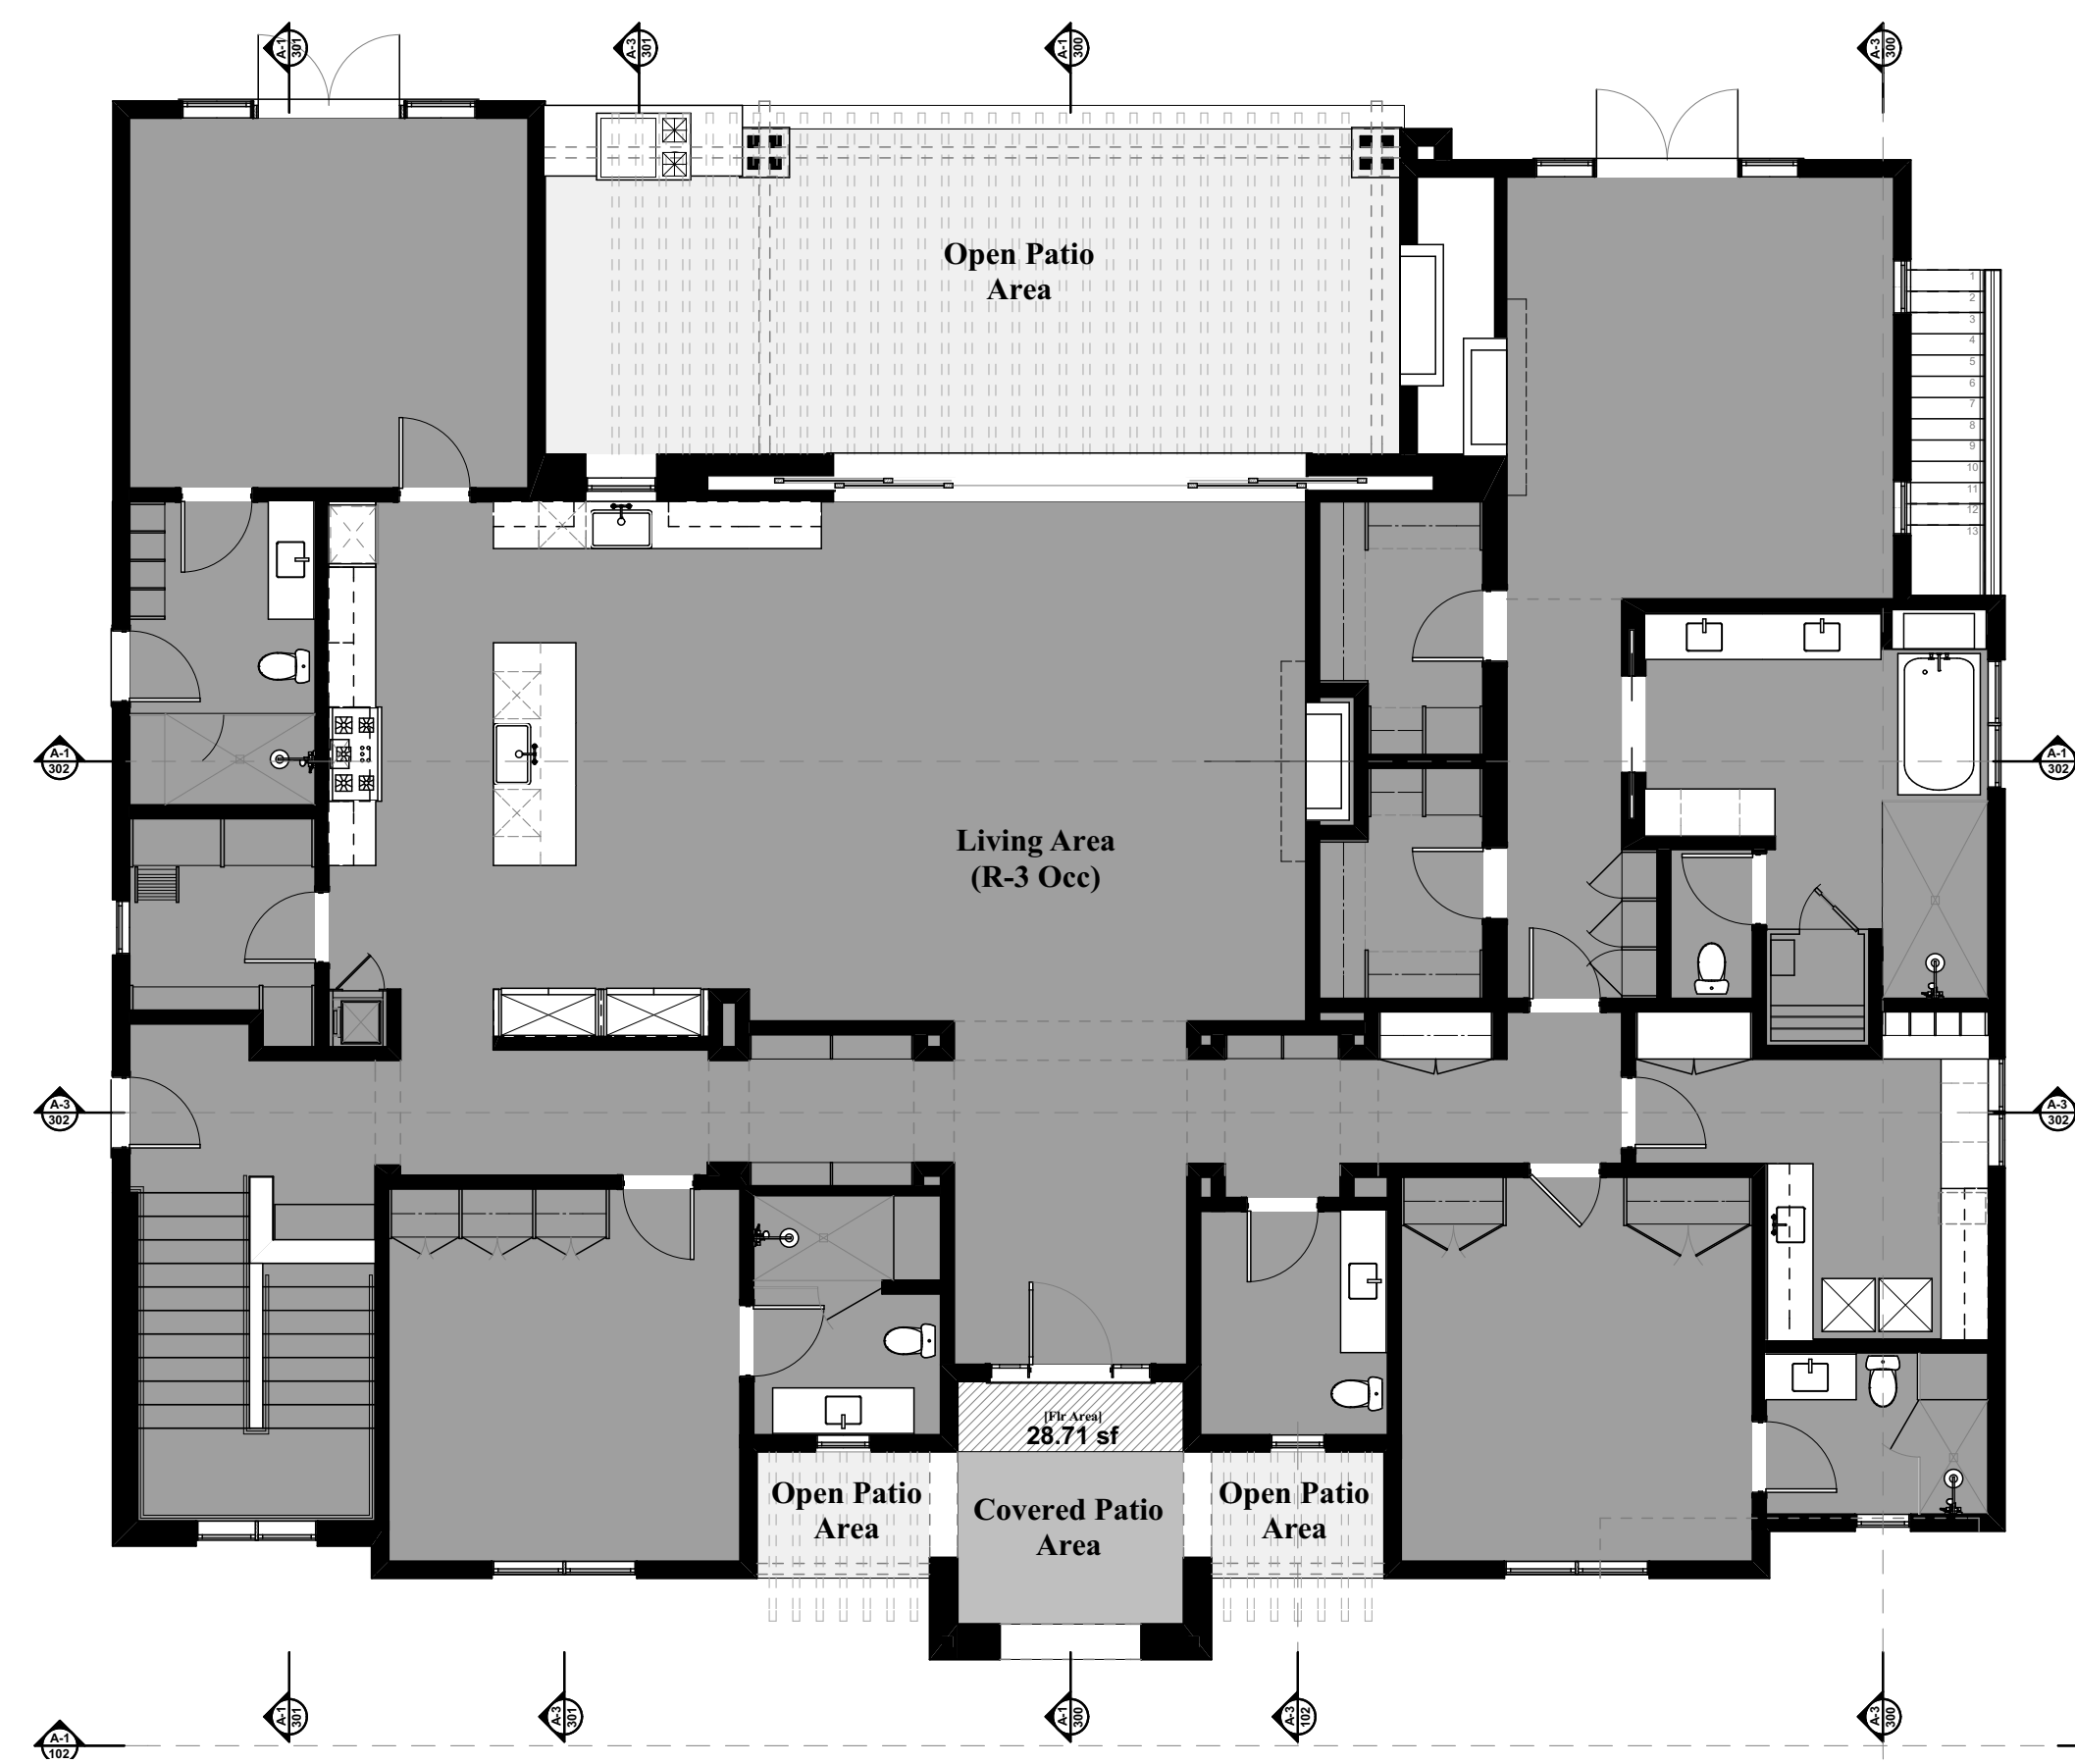 A-1
301
A-3
301
A-1
300
A-3
300
Open Patio
Area
1
2
3
4
5
6
7
8
9
10
11
12
13
A-1
302
A-1
302
Living Area
(R-3 Occ)
A-3
302
A-3
302
[Flr Area]
28.71 sf
Open Patio
Area
Covered Patio
Area
Open Patio
Area
A-1
301
A-3
301
A-1
300
A-3
102
A-3
300
A-1
102